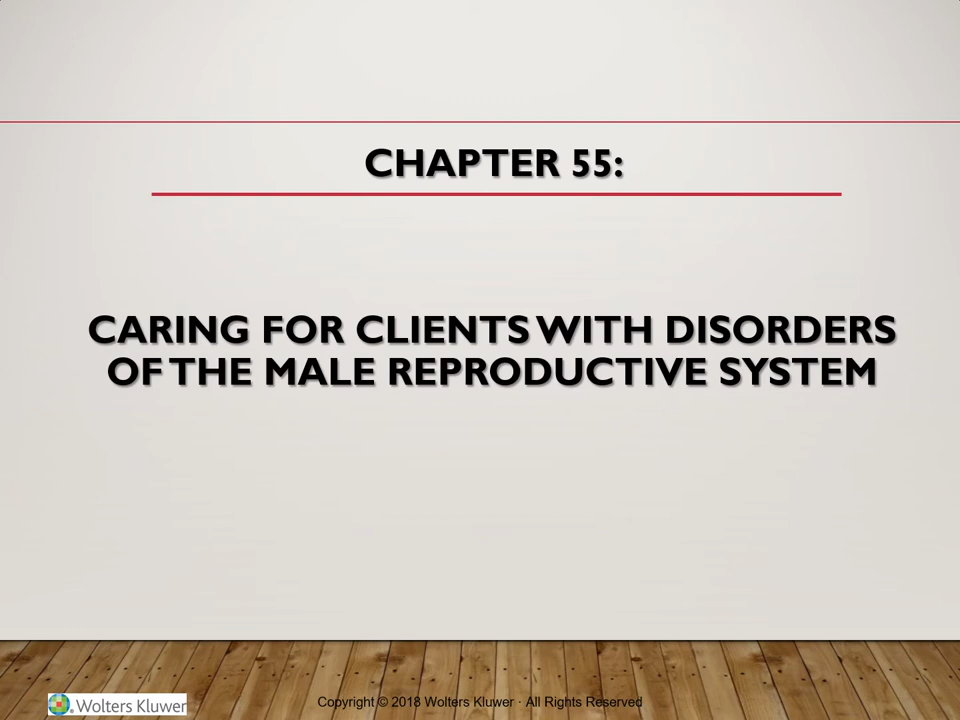 CHAPTER 55:
CARING FOR CLIENTS WITH DISORDERS
OF THE MALE REPRODUCTIVE SYSTEM
Wolters Kluwer
Copyright © 2018 Wolters Kluwer · All Rights Reserved